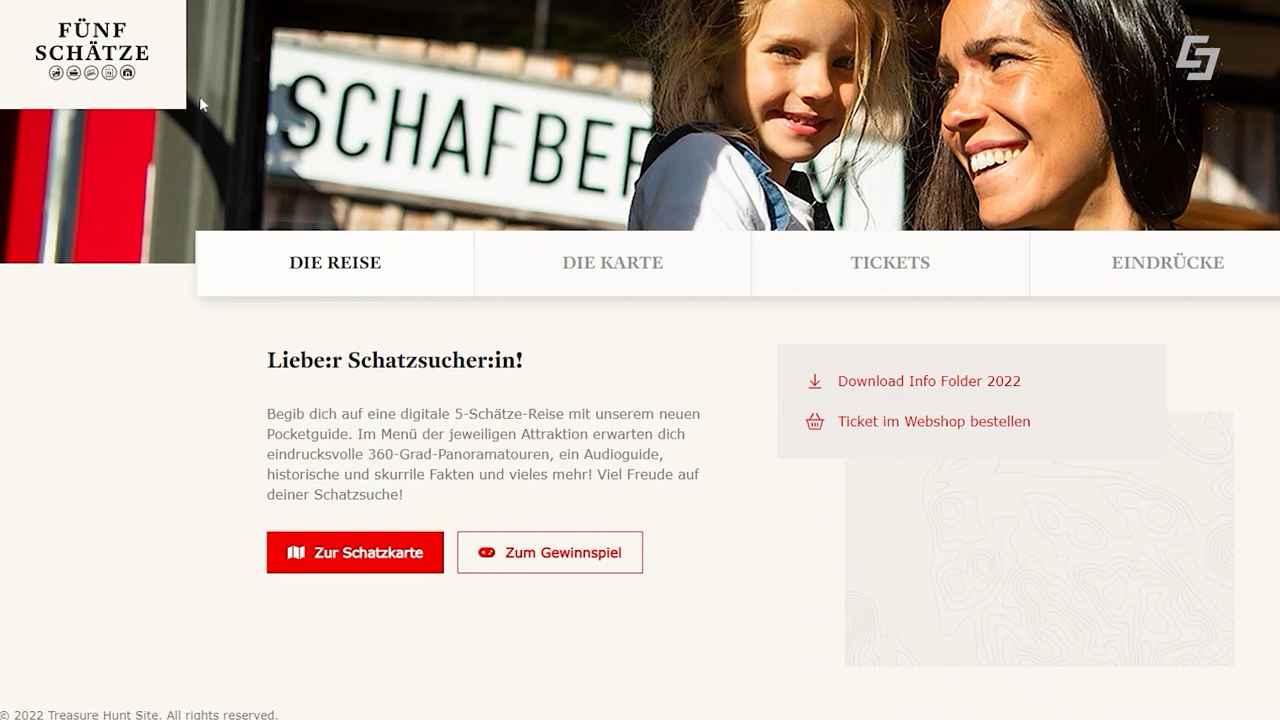 FÜNF
SCHÄTZE
SCHAFBER
M
DIE REISE
DIE KARTE
TICKETS
EINDRÜCKE
Liebe:r Schatzsucher:in!
Begib dich auf eine digitale 5-Schätze-Reise mit unserem neuen
Pocketguide. Im Menü der jeweiligen Attraktion erwarten dich
eindrucksvolle 360-Grad-Panoramatouren, ein Audioguide,
historische und skurrile Fakten und vieles mehr! Viel Freude auf
deiner Schatzsuche!
Zur Schatzkarte
Zum Gewinnspiel
Download Info Folder 2022
Ticket im Webshop bestellen
© 2022 Treasure Hunt Site. All rights reserved.